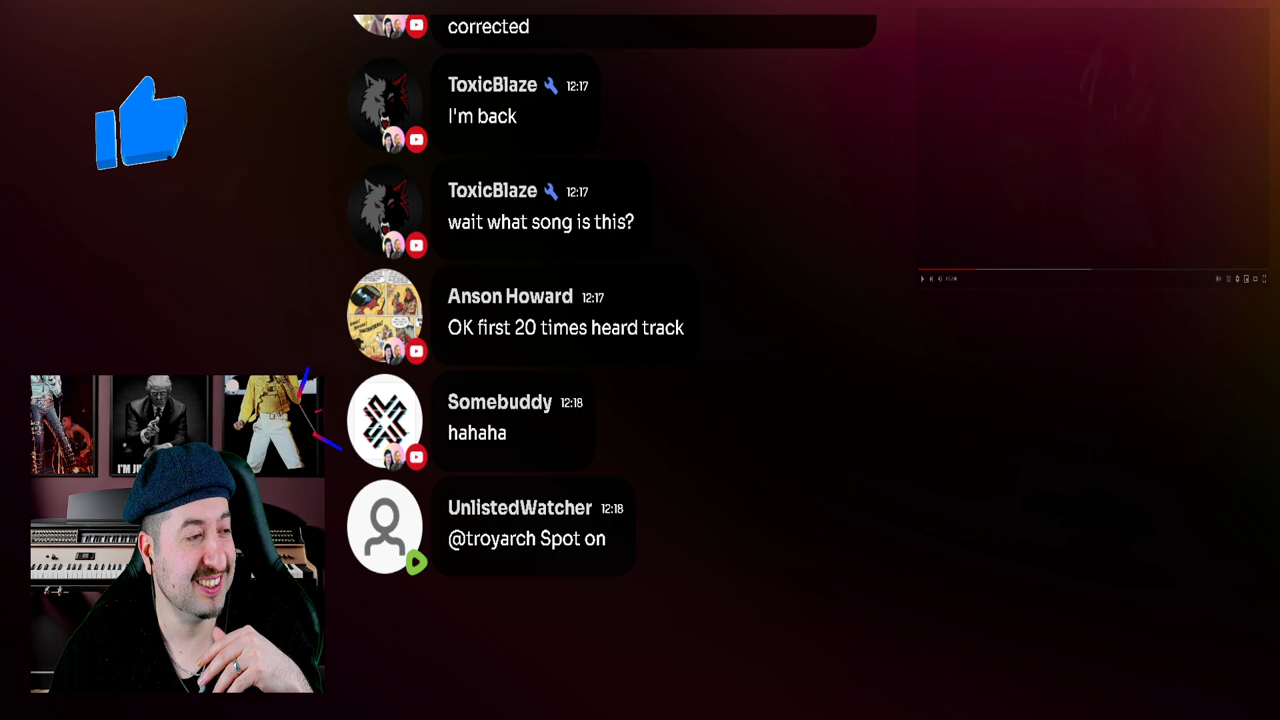 corrected
ToxicBlaze 12:17
I'm back
ToxicBlaze 12:17
wait what song is this?
Anson Howard 12:17
OK first 20 times heard track
Somebuddy 12:18
hahaha
UnlistedWatcher 12:18
@troyarch Spot on